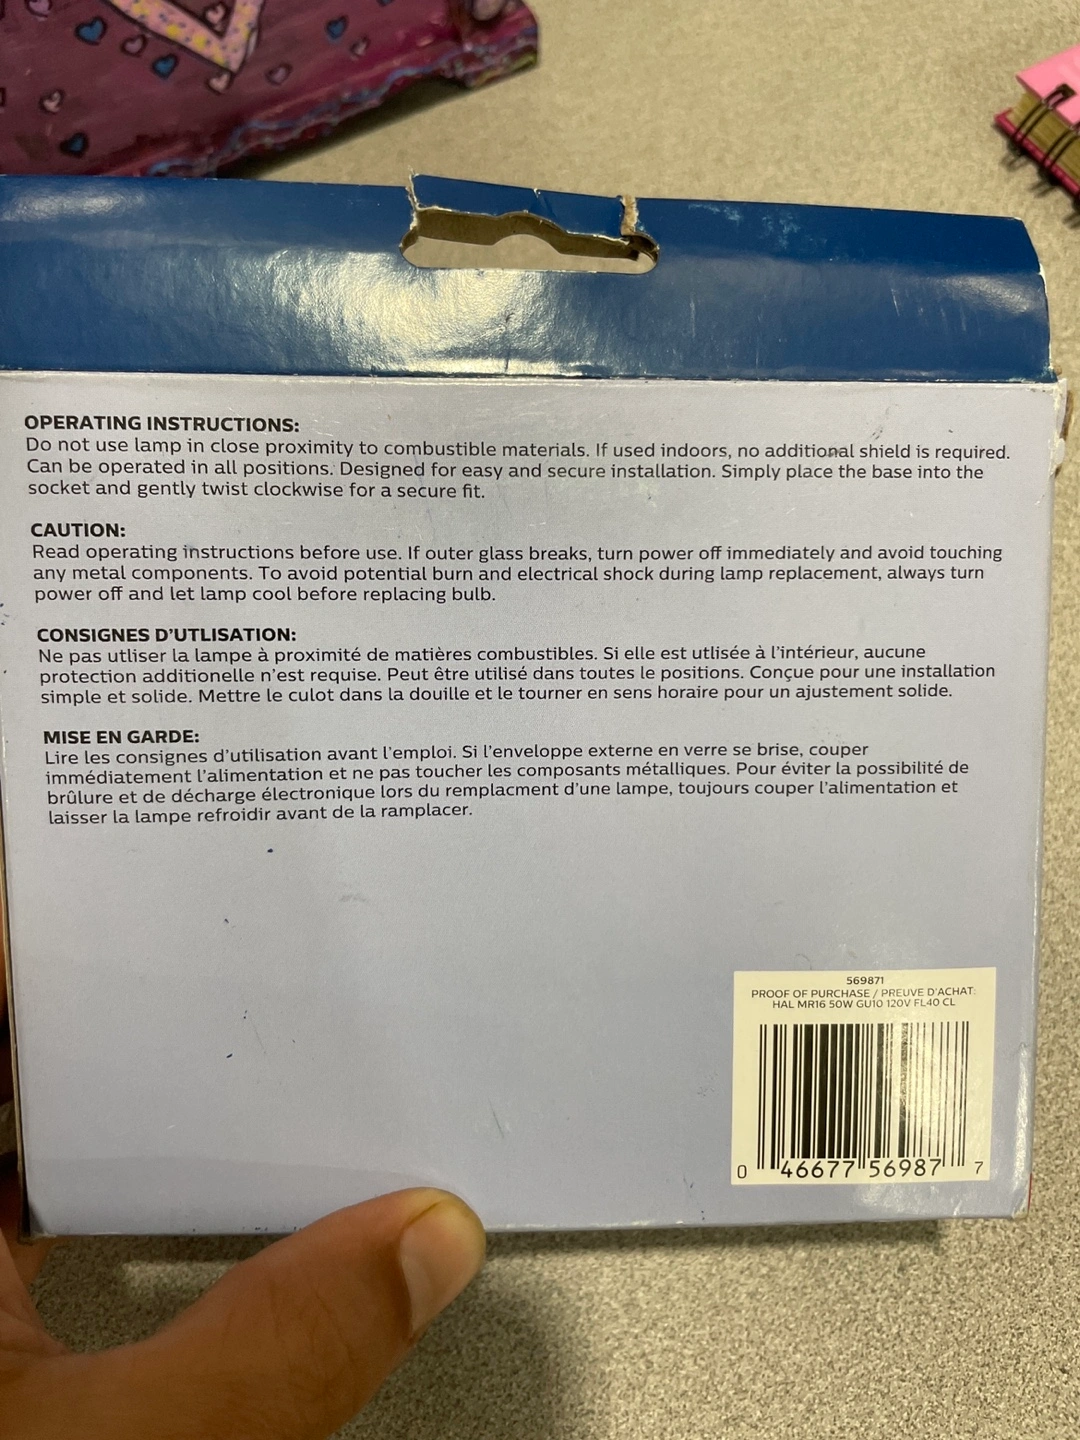 OPERATING INSTRUCTIONS:
Do not use lamp in close proximity to combustible materials. If used indoors, no additional shield is required.
Can be operated in all positions. Designed for easy and secure installation. Simply place the base into the
socket and gently twist clockwise for a secure fit.
CAUTION:
Read operating instructions before use. If outer glass breaks, turn power off immediately and avoid touching
any metal components. To avoid potential burn and electrical shock during lamp replacement, always turn
power off and let lamp cool before replacing bulb.
CONSIGNES D'UTLISATION:
Ne pas utliser la lampe à proximité de matières combustibles. Si elle est utlisée à l'intérieur, aucune
protection additionelle n'est requise. Peut être utilisé dans toutes le positions. Conçue pour une installation
simple et solide. Mettre le culot dans la douille et le tourner en sens horaire pour un ajustement solide.
MISE EN GARDE:
Lire les consignes d'utilisation avant l'emploi. Si l'enveloppe externe en verre se brise, couper
immédiatement l'alimentation et ne pas toucher les composants métalliques. Pour éviter la possibilité de
brûlure et de décharge électronique lors du remplacment d'une lampe, toujours couper l'alimentation et
laisser la lampe refroidir avant de la ramplacer.
569871
PROOF OF PURCHASE / PREUVE D'ACHAT:
HAL MR16 50W GU10 120V FL40 CL
0 46677 56987 7